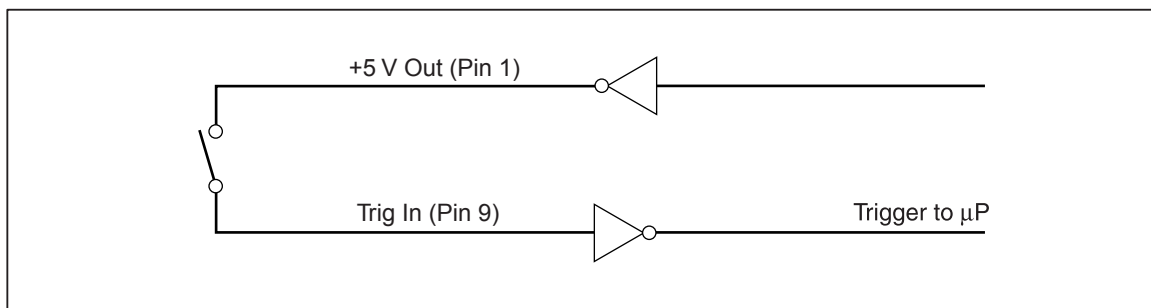 +5 V Out (Pin 1)
Trig In (Pin 9)
Trigger to μP